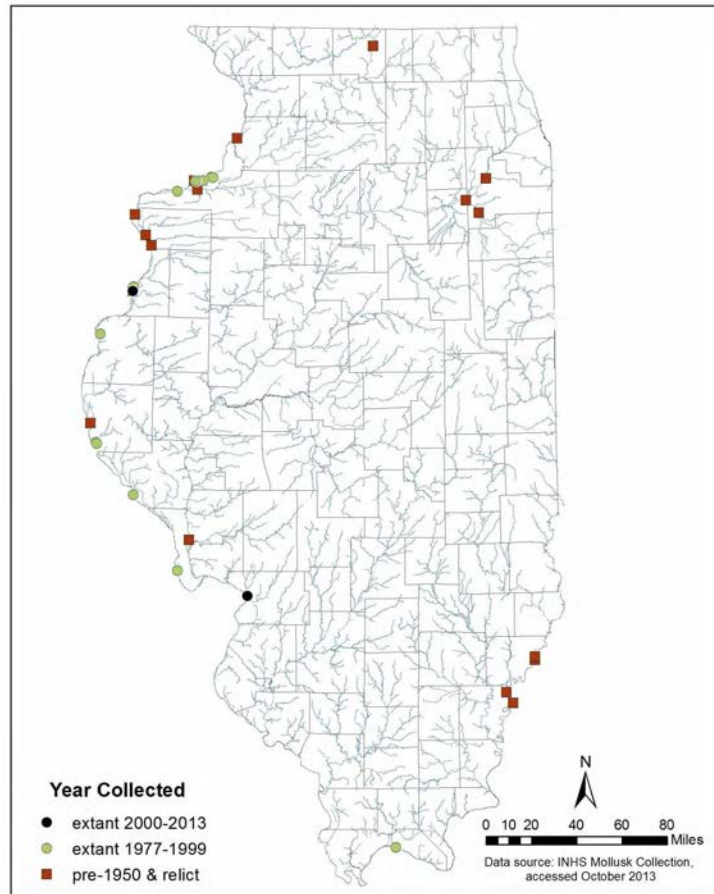 Year Collected
extant 2000-2013
extant 1977-1999
pre-1950 & relict
N
0 10 20 40 60 80
Miles
Data source: INHS Mollusk Collection,
accessed October 2013